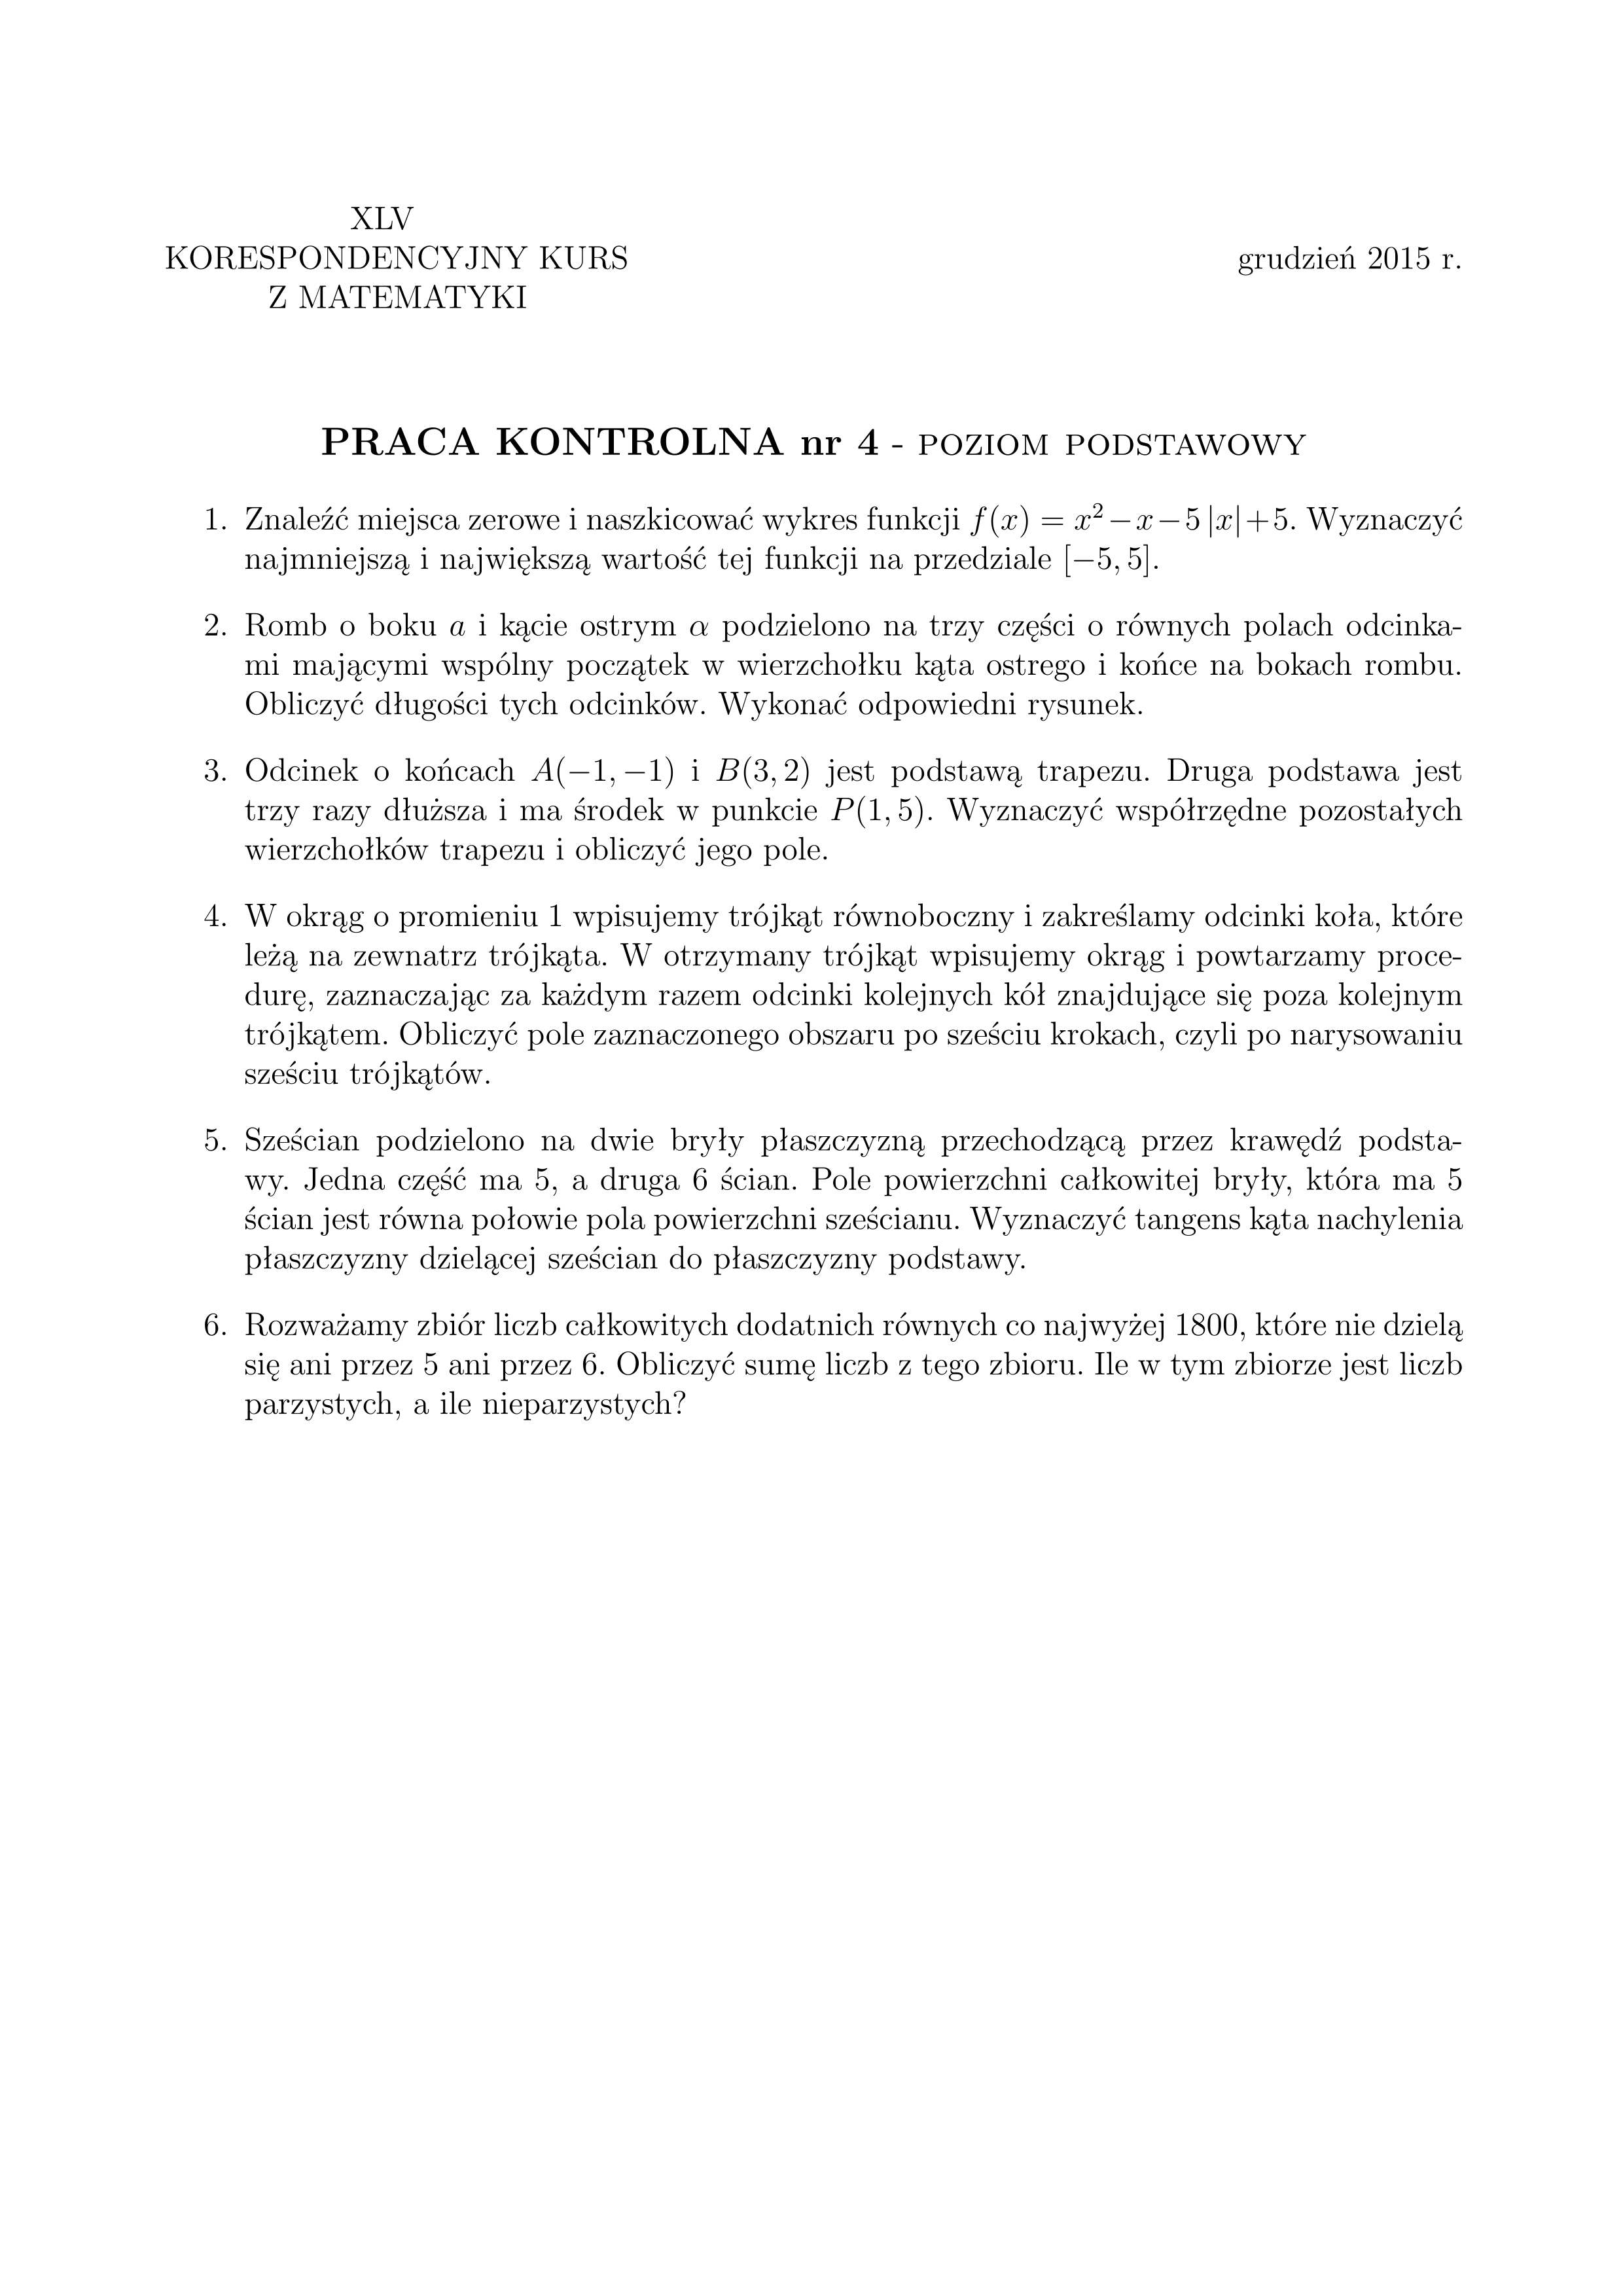 XLV
KORESPONDENCYJNY KURS
Z MATEMATYKI
grudzień 2015 r.
PRACA KONTROLNA nr 4 - POZIOM PODSTAWOWY
1. Znaleźć miejsca zerowe i naszkicować wykres funkcji f(x) = x² − x − 5 |x| + 5. Wyznaczyć
najmniejszą i największą wartość tej funkcji na przedziale [−5, 5].
2. Romb o boku a i kącie ostrym α podzielono na trzy części o równych polach odcinka-
mi mającymi wspólny początek w wierzchołku kąta ostrego i końce na bokach rombu.
Obliczyć długości tych odcinków. Wykonać odpowiedni rysunek.
3. Odcinek o końcach A(−1, −1) i B(3, 2) jest podstawą trapezu. Druga podstawa jest
trzy razy dłuższa i ma środek w punkcie P(1, 5). Wyznaczyć współrzędne pozostałych
wierzchołków trapezu i obliczyć jego pole.
4. W okrąg o promieniu 1 wpisujemy trójkąt równoboczny i zakreślamy odcinki koła, które
leżą na zewnatrz trójkąta. W otrzymany trójkąt wpisujemy okrąg i powtarzamy proce-
durę, zaznaczając za każdym razem odcinki kolejnych kół znajdujące się poza kolejnym
trójkątem. Obliczyć pole zaznaczonego obszaru po sześciu krokach, czyli po narysowaniu
sześciu trójkątów.
5. Sześcian podzielono na dwie bryły płaszczyzną przechodzącą przez krawędź podsta-
wy. Jedna część ma 5, a druga 6 ścian. Pole powierzchni całkowitej bryły, która ma 5
ścian jest równa połowie pola powierzchni sześcianu. Wyznaczyć tangens kąta nachylenia
płaszczyzny dzielącej sześcian do płaszczyzny podstawy.
6. Rozważamy zbiór liczb całkowitych dodatnich równych co najwyżej 1800, które nie dzielą
się ani przez 5 ani przez 6. Obliczyć sumę liczb z tego zbioru. Ile w tym zbiorze jest liczb
parzystych, a ile nieparzystych?